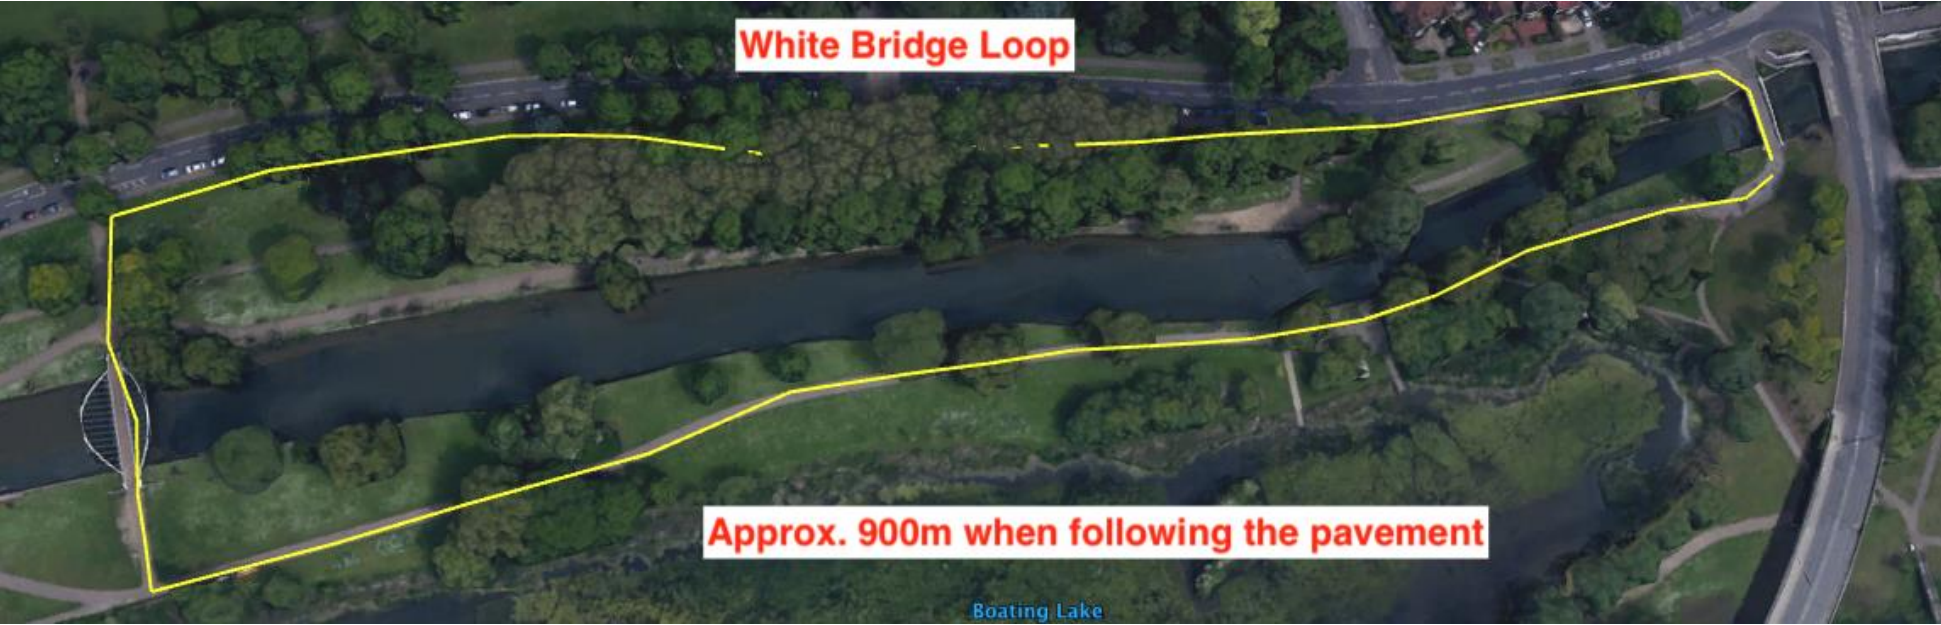 White Bridge Loop
Approx. 900m when following the pavement
Boating Lake